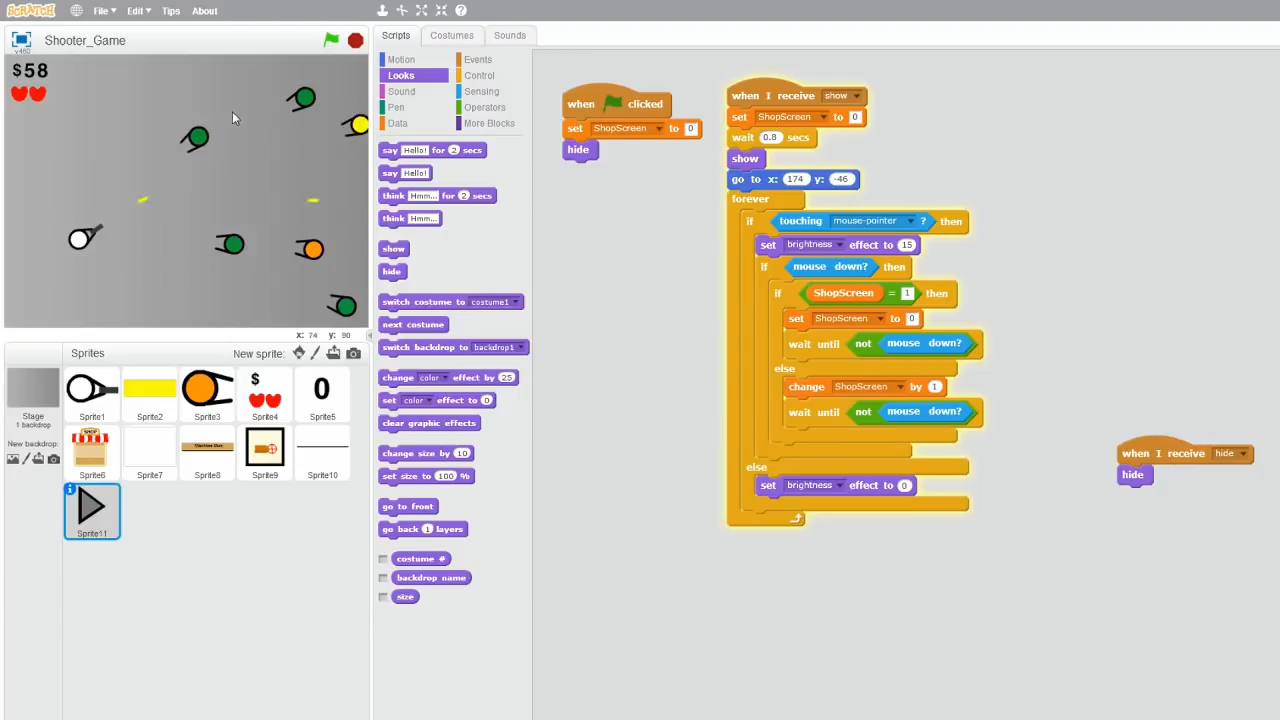 SCRATCH
File
Edit
Tips
About
v460
Shooter_Game
$58
x: 74 y: 90
Sprites
New sprite:
Stage
1 backdrop
New backdrop:
Sprite1
Sprite2
Sprite3
$
Sprite4
0
Sprite5
SHOP
Sprite6
Sprite7
Machine Gun
Sprite8
Sprite9
Sprite10
Sprite11
Scripts
Costumes
Sounds
Motion
Looks
Sound
Pen
Data
Events
Control
Sensing
Operators
More Blocks
say Hello! for 2 secs
say Hello!
think Hmm... for 2 secs
think Hmm...
show
hide
switch costume to costume1
next costume
switch backdrop to backdrop1
change color effect by 25
set color effect to 0
clear graphic effects
change size by 10
set size to 100 %
go to front
go back 1 layers
costume #
backdrop name
size
when clicked
set ShopScreen to 0
hide
when I receive show
set ShopScreen to 0
wait 0.8 secs
show
go to x: 174 y: -46
forever
if touching mouse-pointer ? then
set brightness effect to 15
if mouse down? then
if ShopScreen = 1 then
set ShopScreen to 0
wait until not mouse down?
else
change ShopScreen by 1
wait until not mouse down?
else
set brightness effect to 0
when I receive hide
hide